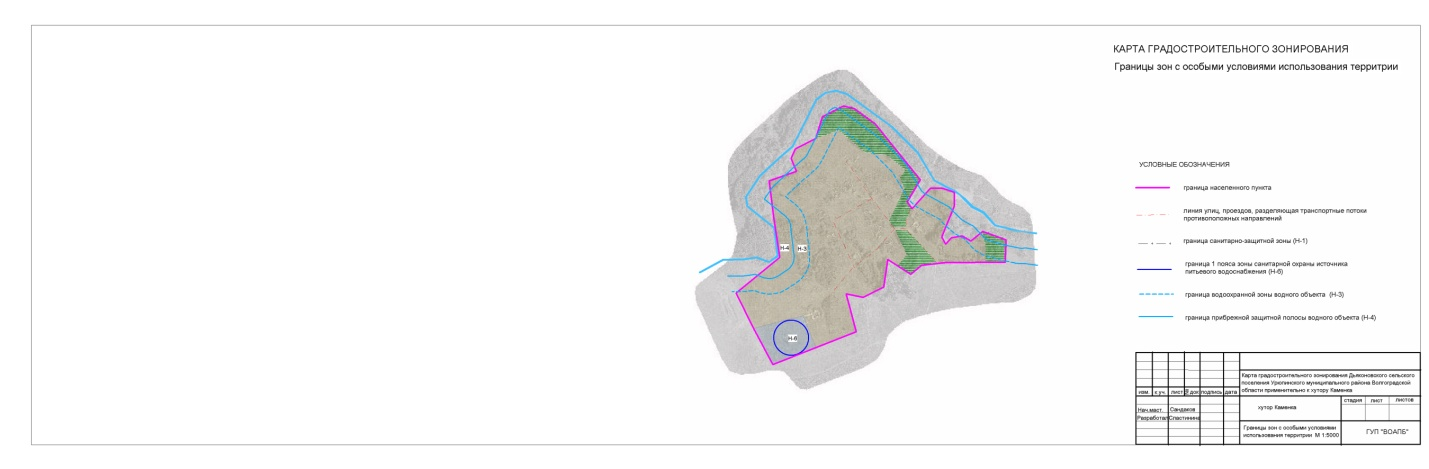 КАРТА ГРАДОСТРОИТЕЛЬНОГО ЗОНИРОВАНИЯ
Границы зон с особыми условиями использования територтрии
УСЛОВНЫЕ ОБОЗНАЧЕНИЯ
граница населенного пункта
линия улиц, проездов, разделяющая транспортные потоки
противоположных направлений
граница санитарно-защитной зоны (Н-1)
граница 1 пояса зоны санитарной охраны источника
питьевого водоснабжения (Н-6)
граница водоохранной зоны водного объекта (Н-3)
граница прибрежной защитной полосы водного объекта (Н-4)
Н-4
Н-3
Н-6
Карта градостроительного зонирования Дьяконовского сельского
поселения Урюпинского муниципального района Волгоградской
области применительно к хутору Каменка
изм. к.уч. лист № док подпись дата
стадия лист листов
Нач.маст. Сандаков
хутор Каменка
Разработал Сластинина
Границы зон с особыми условиями
использования территрии М 1:5000
ГУП "ВОАПБ"